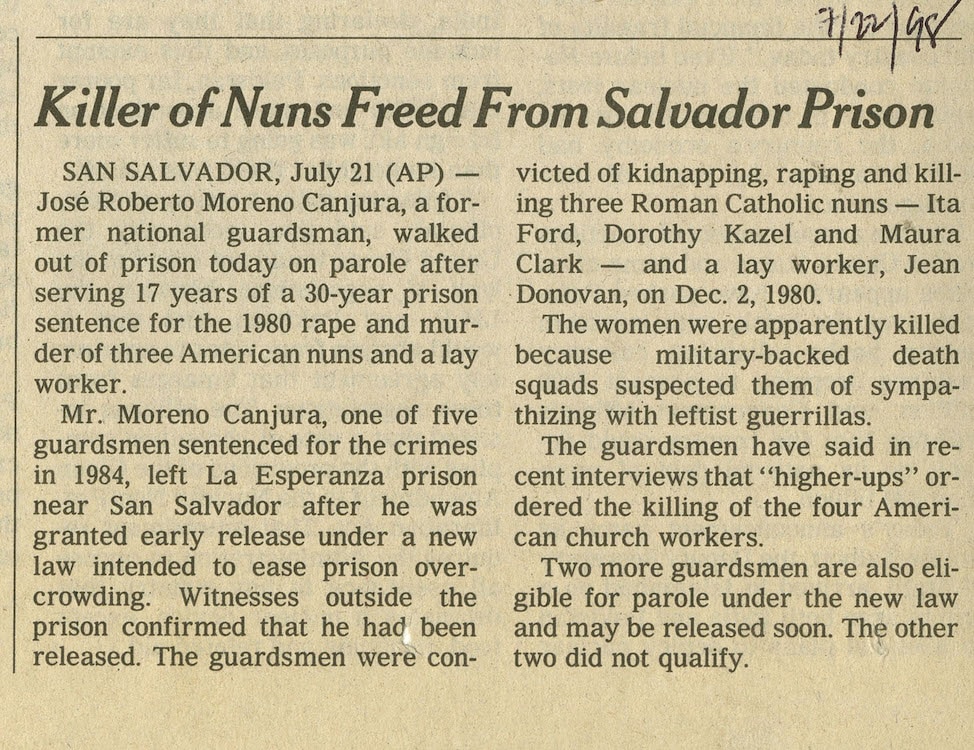 7/22/98
Killer of Nuns Freed From Salvador Prison
SAN SALVADOR, July 21 (AP) —
José Roberto Moreno Canjura, a for-
mer national guardsman, walked
out of prison today on parole after
serving 17 years of a 30-year prison
sentence for the 1980 rape and mur-
der of three American nuns and a lay
worker.
Mr. Moreno Canjura, one of five
guardsmen sentenced for the crimes
in 1984, left La Esperanza prison
near San Salvador after he was
granted early release under a new
law intended to ease prison over-
crowding. Witnesses outside the
prison confirmed that he had been
released. The guardsmen were con-
victed of kidnapping, raping and kill-
ing three Roman Catholic nuns — Ita
Ford, Dorothy Kazel and Maura
Clark — and a lay worker, Jean
Donovan, on Dec. 2, 1980.
The women were apparently killed
because military-backed death
squads suspected them of sympa-
thizing with leftist guerrillas.
The guardsmen have said in re-
cent interviews that “higher-ups” or-
dered the killing of the four Ameri-
can church workers.
Two more guardsmen are also eli-
gible for parole under the new law
and may be released soon. The other
two did not qualify.